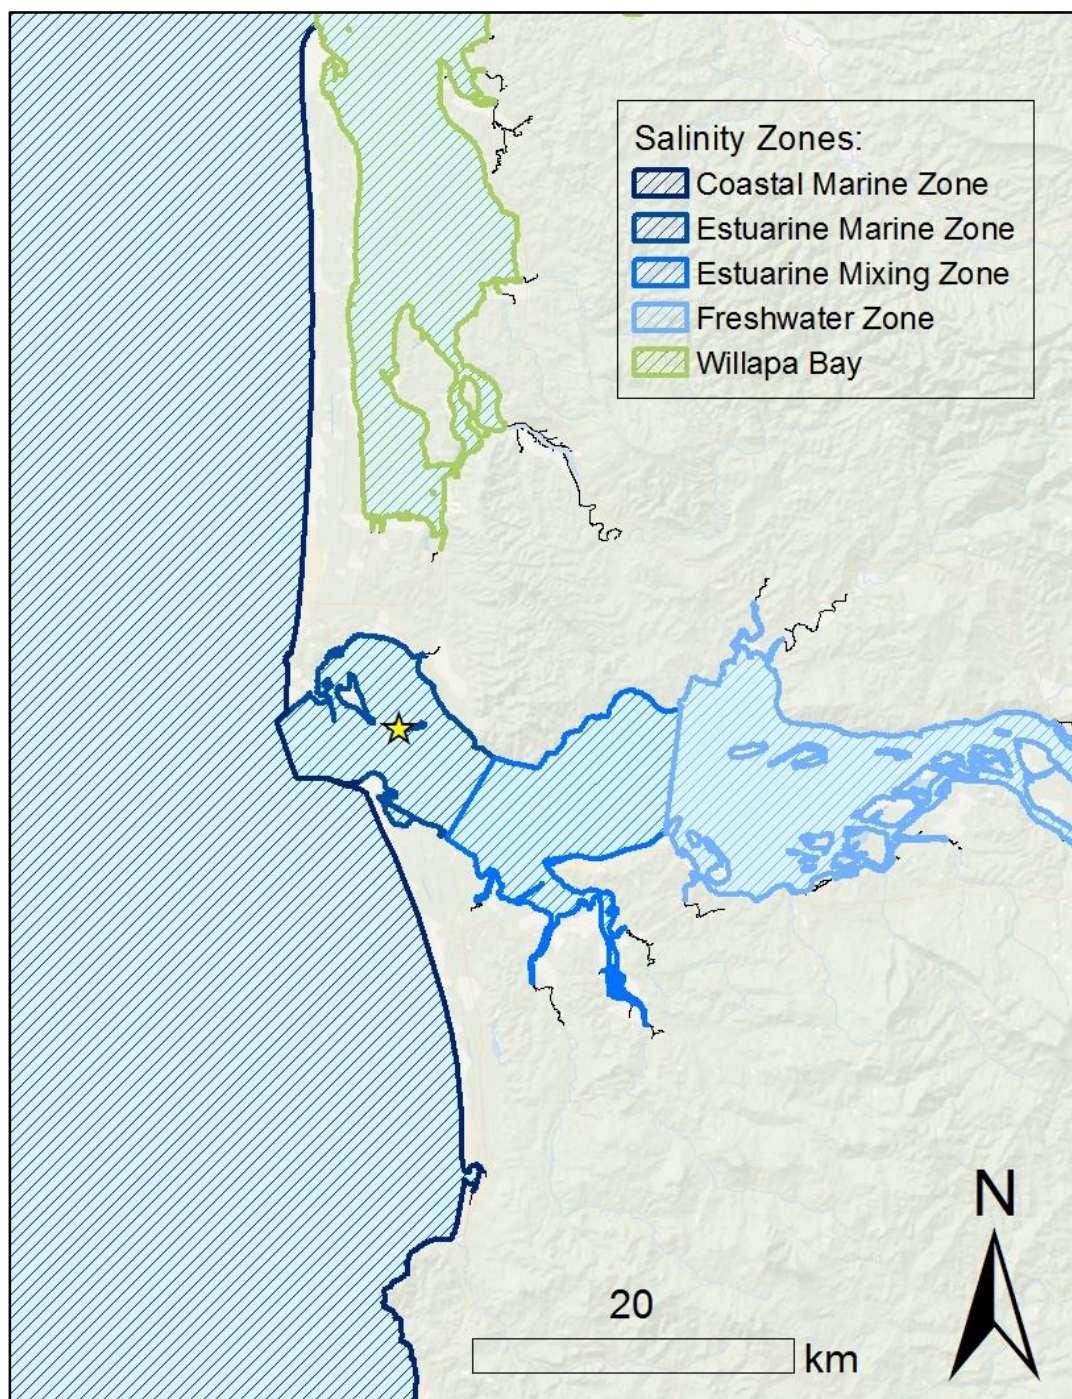 Salinity Zones:
Coastal Marine Zone
Estuarine Marine Zone
Estuarine Mixing Zone
Freshwater Zone
Willapa Bay
N
20
km